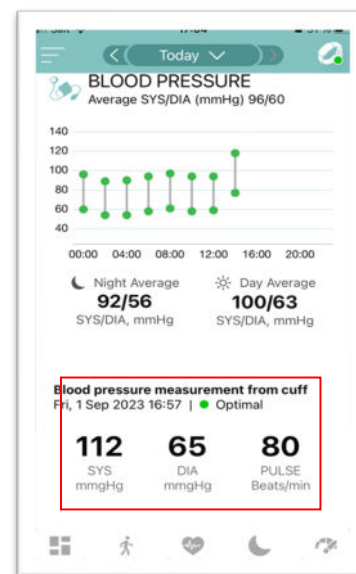 Today
BLOOD PRESSURE
Average SYS/DIA (mmHg) 96/60
140
120
100
80
60
40
00:00 04:00 08:00 12:00 16:00 20:00
Night Average Day Average
92/56 100/63
SYS/DIA, mmHg SYS/DIA, mmHg
Blood pressure measurement from cuff
Fri, 1 Sep 2023 16:57 | Optimal
112 65 80
SYS DIA PULSE
mmgHg mmgHg Beats/min